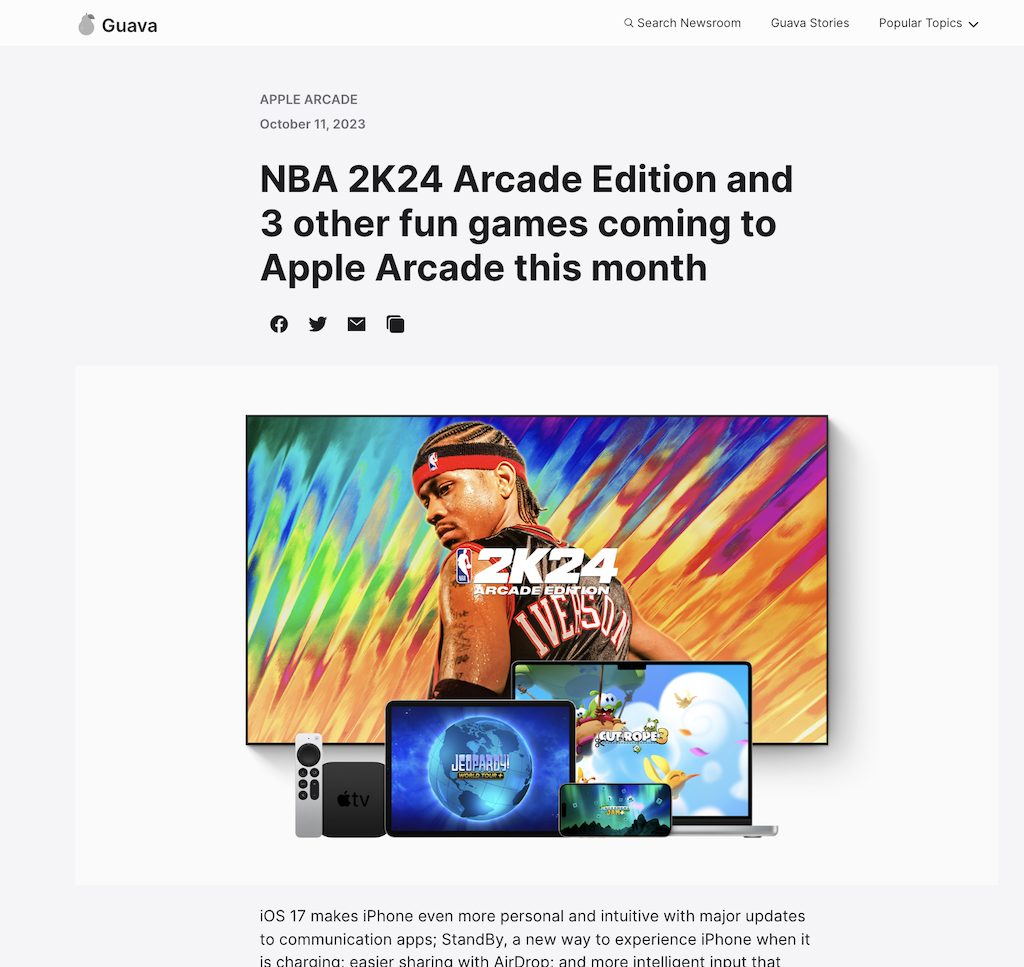 Guava
Search Newsroom
Guava Stories
Popular Topics
APPLE ARCADE
October 11, 2023
NBA 2K24 Arcade Edition and
3 other fun games coming to
Apple Arcade this month
2K24
ARCADE EDITION
IVERSON
CUT ROPE 3
JEOPARDY!
WORLD TOUR +
tv
iOS 17 makes iPhone even more personal and intuitive with major updates
to communication apps; StandBy, a new way to experience iPhone when it
is charging; easier sharing with AirDrop; and more intelligent input that